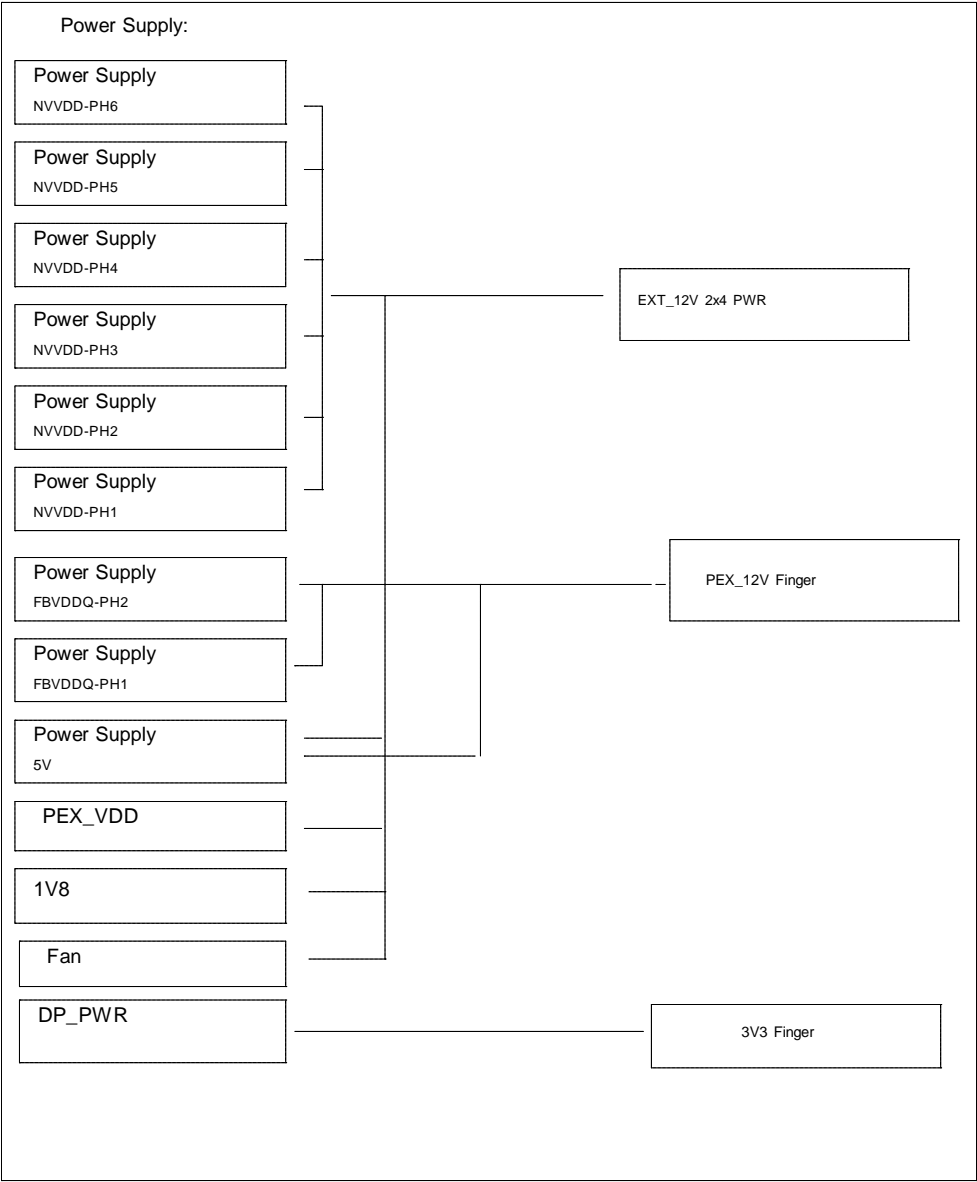 Power Supply:
Power Supply
NVVDD-PH6
Power Supply
NVVDD-PH5
Power Supply
NVVDD-PH4
Power Supply
NVVDD-PH3
Power Supply
NVVDD-PH2
Power Supply
NVVDD-PH1
Power Supply
FBVDDQ-PH2
Power Supply
FBVDDQ-PH1
Power Supply
5V
PEX_VDD
1V8
Fan
DP_PWR
EXT_12V 2x4 PWR
PEX_12V Finger
3V3 Finger